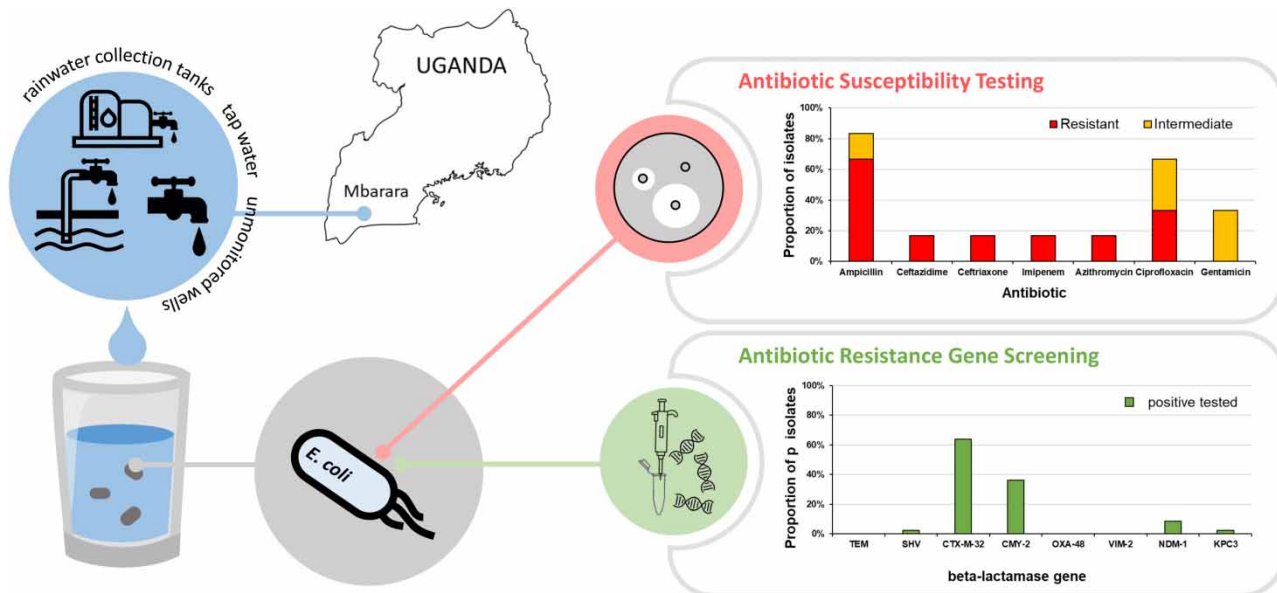 rainwater collection tanks
tap water
unmonitored wells
UGANDA
Mbarara
E. coli
Antibiotic Susceptibility Testing
Proportion of isolates
100%
80%
60%
40%
20%
0%
Resistant
Intermediate
Ampicillin Ceftazidime Ceftriaxone Imipenem Azithromycin Ciprofloxacin Gentamicin
Antibiotic
Antibiotic Resistance Gene Screening
Proportion of p isolates
100%
80%
60%
40%
20%
0%
positive tested
TEM SHV CTX-M-32 CMY-2 OXA-48 VIM-2 NDM-1 KPC3
beta-lactamase gene